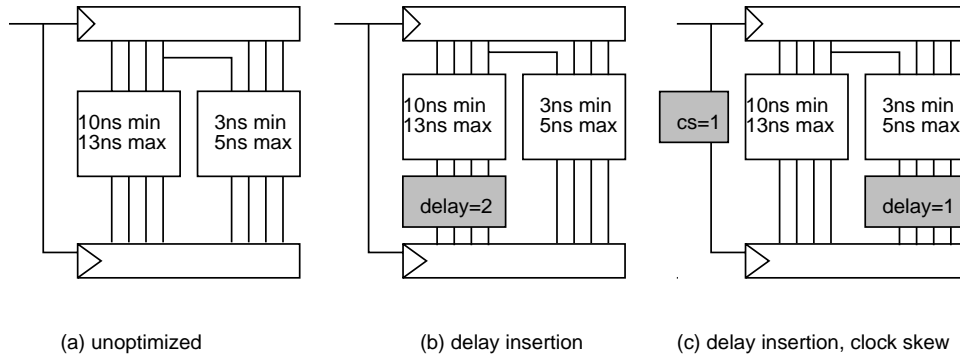 10ns min
13ns max
3ns min
5ns max
10ns min
13ns max
3ns min
5ns max
delay=2
cs=1
10ns min
13ns max
3ns min
5ns max
delay=1
(a) unoptimized
(b) delay insertion
(c) delay insertion, clock skew